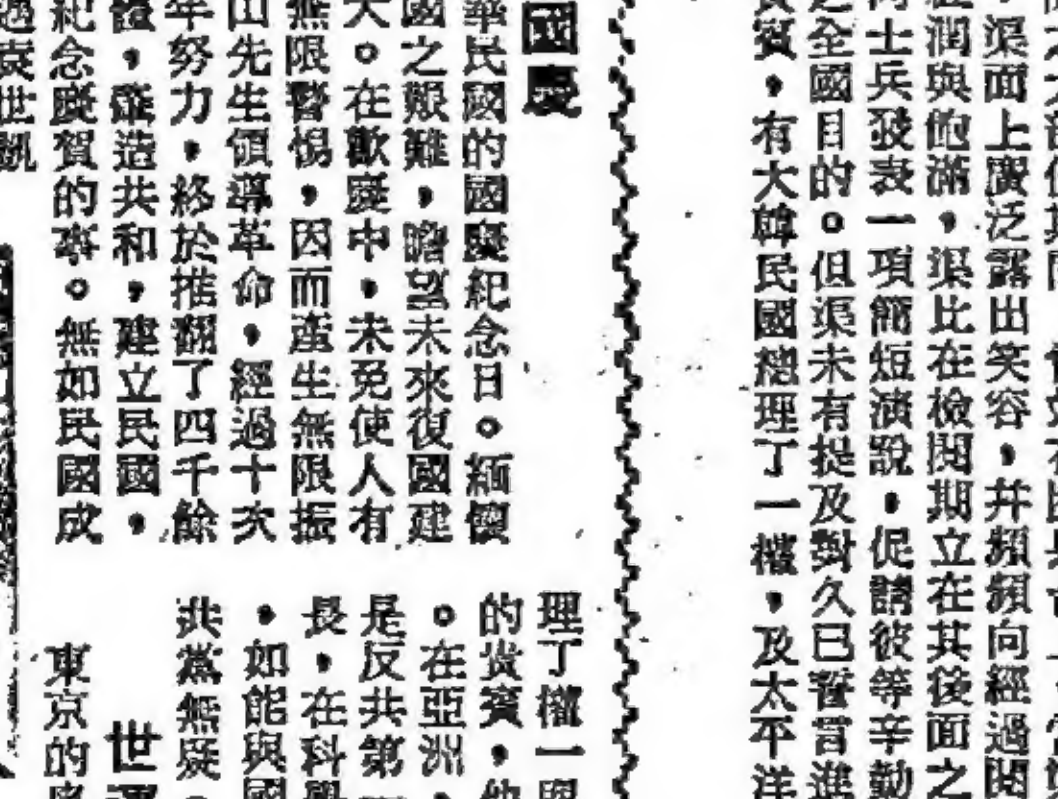 渠面上廣泛露出笑容，并頻頻向經過閱
潤與飽滿，渠比在檢閱期立在其後面之
士兵發表一項簡短演說，促請彼等辛勤
之全國目的。但渠未有提及對久已誓言進
賓，有大韓民國總理丁一權，及太平洋
國慶
華民國的國慶紀念日。緬懷
國之艱難，瞻望未來復國建
大。在歡慶中，未免使人有
無限警惕，因而產生無限振
山先生領導革命，經過十次
年努力，終於推翻了四千餘
，肇造共和，建立民國，
紀念慶賀的事。無如民國成
過袁世凱
理丁權一
的貴賓，他
。在亞洲，
是反共第一
長，在科學
，如能與國
共黨無疑。
世運
東京的